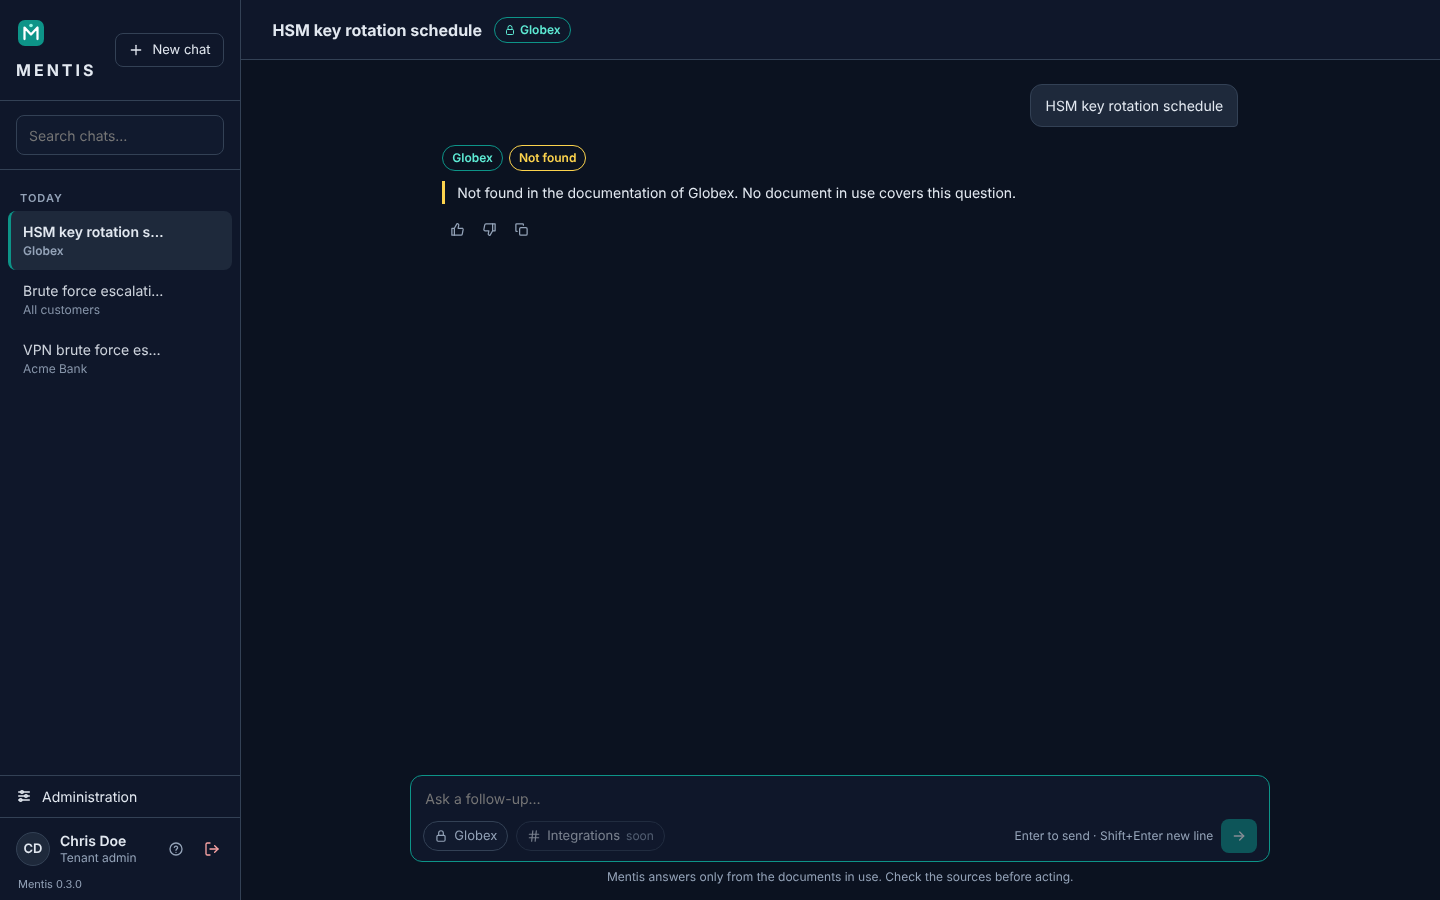 MENTIS
New chat
Search chats...
TODAY
HSM key rotation s...
Globex
Brute force escalati...
All customers
VPN brute force es...
Acme Bank
Administration
CD
Chris Doe
Tenant admin
Mentis 0.3.0
HSM key rotation schedule
Globex
HSM key rotation schedule
Globex
Not found
Not found in the documentation of Globex. No document in use covers this question.
Ask a follow-up...
Globex
# Integrations soon
Enter to send · Shift+Enter new line
Mentis answers only from the documents in use. Check the sources before acting.